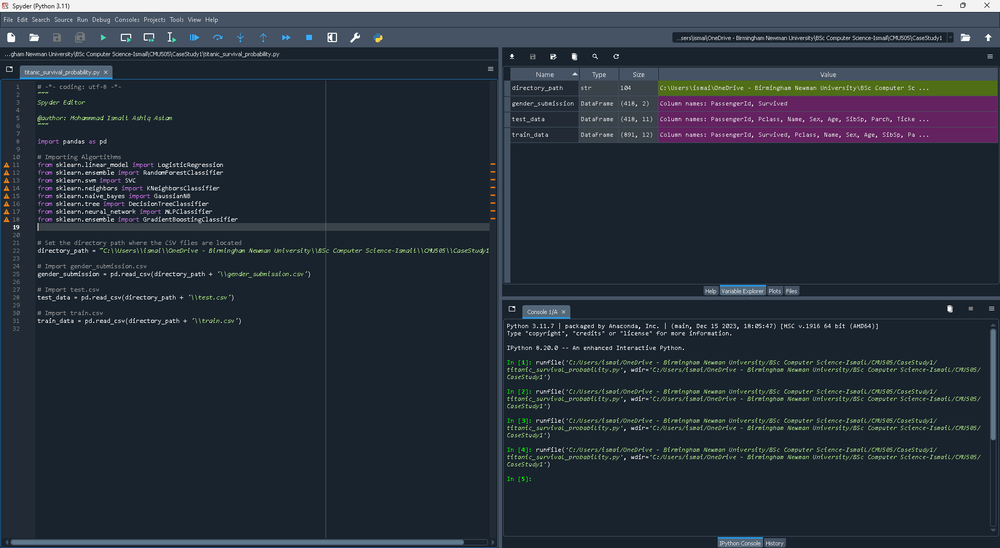 Spyder (Python 3.11)
File Edit Search Source Run Debug Consoles Projects Tools View Help
...sers\ismai\OneDrive - Birmingham Newman University\BSc Computer Science-Ismail\CMU505\CaseStudy1
...gham Newman University\BSc Computer Science-Ismail\CMU505\CaseStudy1\titanic_survival_probability.py
titanic_survival_probability.py
1 # -*- coding: utf-8 -*-
2 """
3 Spyder Editor
4
5 @author: Mohammmad Ismail Ashiq Aslam
6 """
7
8 import pandas as pd
9
10 # Importing Algortithms
11 from sklearn.linear_model import LogisticRegression
12 from sklearn.ensemble import RandomForestClassifier
13 from sklearn.svm import SVC
14 from sklearn.neighbors import KNeighborsClassifier
15 from sklearn.naive_bayes import GaussianNB
16 from sklearn.tree import DecisionTreeClassifier
17 from sklearn.neural_network import MLPClassifier
18 from sklearn.ensemble import GradientBoostingClassifier
19
20
21 # Set the directory path where the CSV files are located
22 directory_path = "C:\\Users\\ismai\\OneDrive - Birmingham Newman University\\BSc Computer Science-Ismail\\CMU505\\CaseStudy1
23
24 # Import gender_submission.csv
25 gender_submission = pd.read_csv(directory_path + '\\gender_submission.csv')
26
27 # Import test.csv
28 test_data = pd.read_csv(directory_path + '\\test.csv')
29
30 # Import train.csv
31 train_data = pd.read_csv(directory_path + '\\train.csv')
32
Name Type Size Value
directory_path str 104 C:\Users\ismai\OneDrive - Birmingham Newman University\BSc Computer Sc ...
gender_submission DataFrame (418, 2) Column names: PassengerId, Survived
test_data DataFrame (418, 11) Column names: PassengerId, Pclass, Name, Sex, Age, SibSp, Parch, Ticke ...
train_data DataFrame (891, 12) Column names: PassengerId, Survived, Pclass, Name, Sex, Age, SibSp, Pa ...
Help Variable Explorer Plots Files
Console 1/A
Python 3.11.7 | packaged by Anaconda, Inc. | (main, Dec 15 2023, 18:05:47) [MSC v.1916 64 bit (AMD64)]
Type "copyright", "credits" or "license" for more information.
IPython 8.20.0 -- An enhanced Interactive Python.
In [1]: runfile('C:/Users/ismai/OneDrive - Birmingham Newman University/BSc Computer Science-Ismail/CMU505/CaseStudy1/
titanic_survival_probability.py', wdir='C:/Users/ismai/OneDrive - Birmingham Newman University/BSc Computer Science-Ismail/CMU505/
CaseStudy1')
In [2]: runfile('C:/Users/ismai/OneDrive - Birmingham Newman University/BSc Computer Science-Ismail/CMU505/CaseStudy1/
titanic_survival_probability.py', wdir='C:/Users/ismai/OneDrive - Birmingham Newman University/BSc Computer Science-Ismail/CMU505/
CaseStudy1')
In [3]: runfile('C:/Users/ismai/OneDrive - Birmingham Newman University/BSc Computer Science-Ismail/CMU505/CaseStudy1/
titanic_survival_probability.py', wdir='C:/Users/ismai/OneDrive - Birmingham Newman University/BSc Computer Science-Ismail/CMU505/
CaseStudy1')
In [4]: runfile('C:/Users/ismai/OneDrive - Birmingham Newman University/BSc Computer Science-Ismail/CMU505/CaseStudy1/
titanic_survival_probability.py', wdir='C:/Users/ismai/OneDrive - Birmingham Newman University/BSc Computer Science-Ismail/CMU505/
CaseStudy1')
In [5]:
IPython Console History